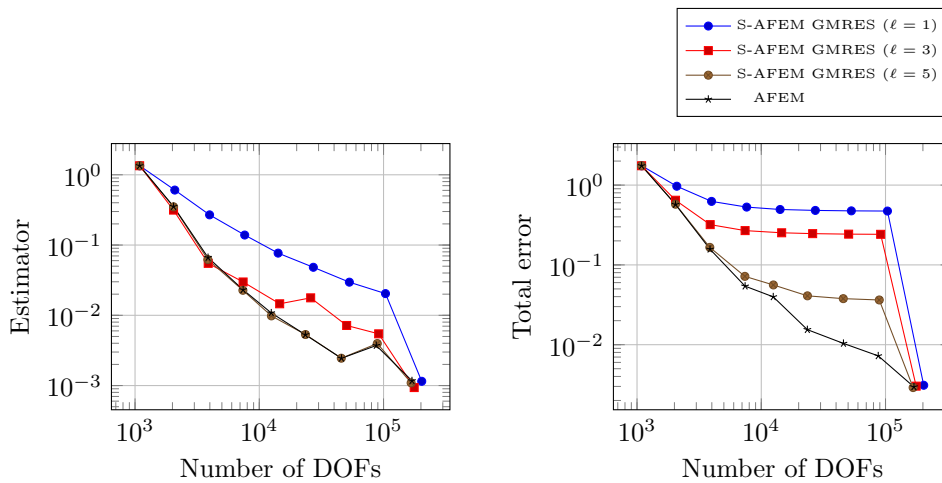 S-AFEM GMRES (ℓ = 1)
S-AFEM GMRES (ℓ = 3)
S-AFEM GMRES (ℓ = 5)
AFEM
10^0
10^-1
10^-2
10^-3
Estimator
10^3 10^4 10^5
Number of DOFs
10^0
10^-1
10^-2
Total error
10^3 10^4 10^5
Number of DOFs